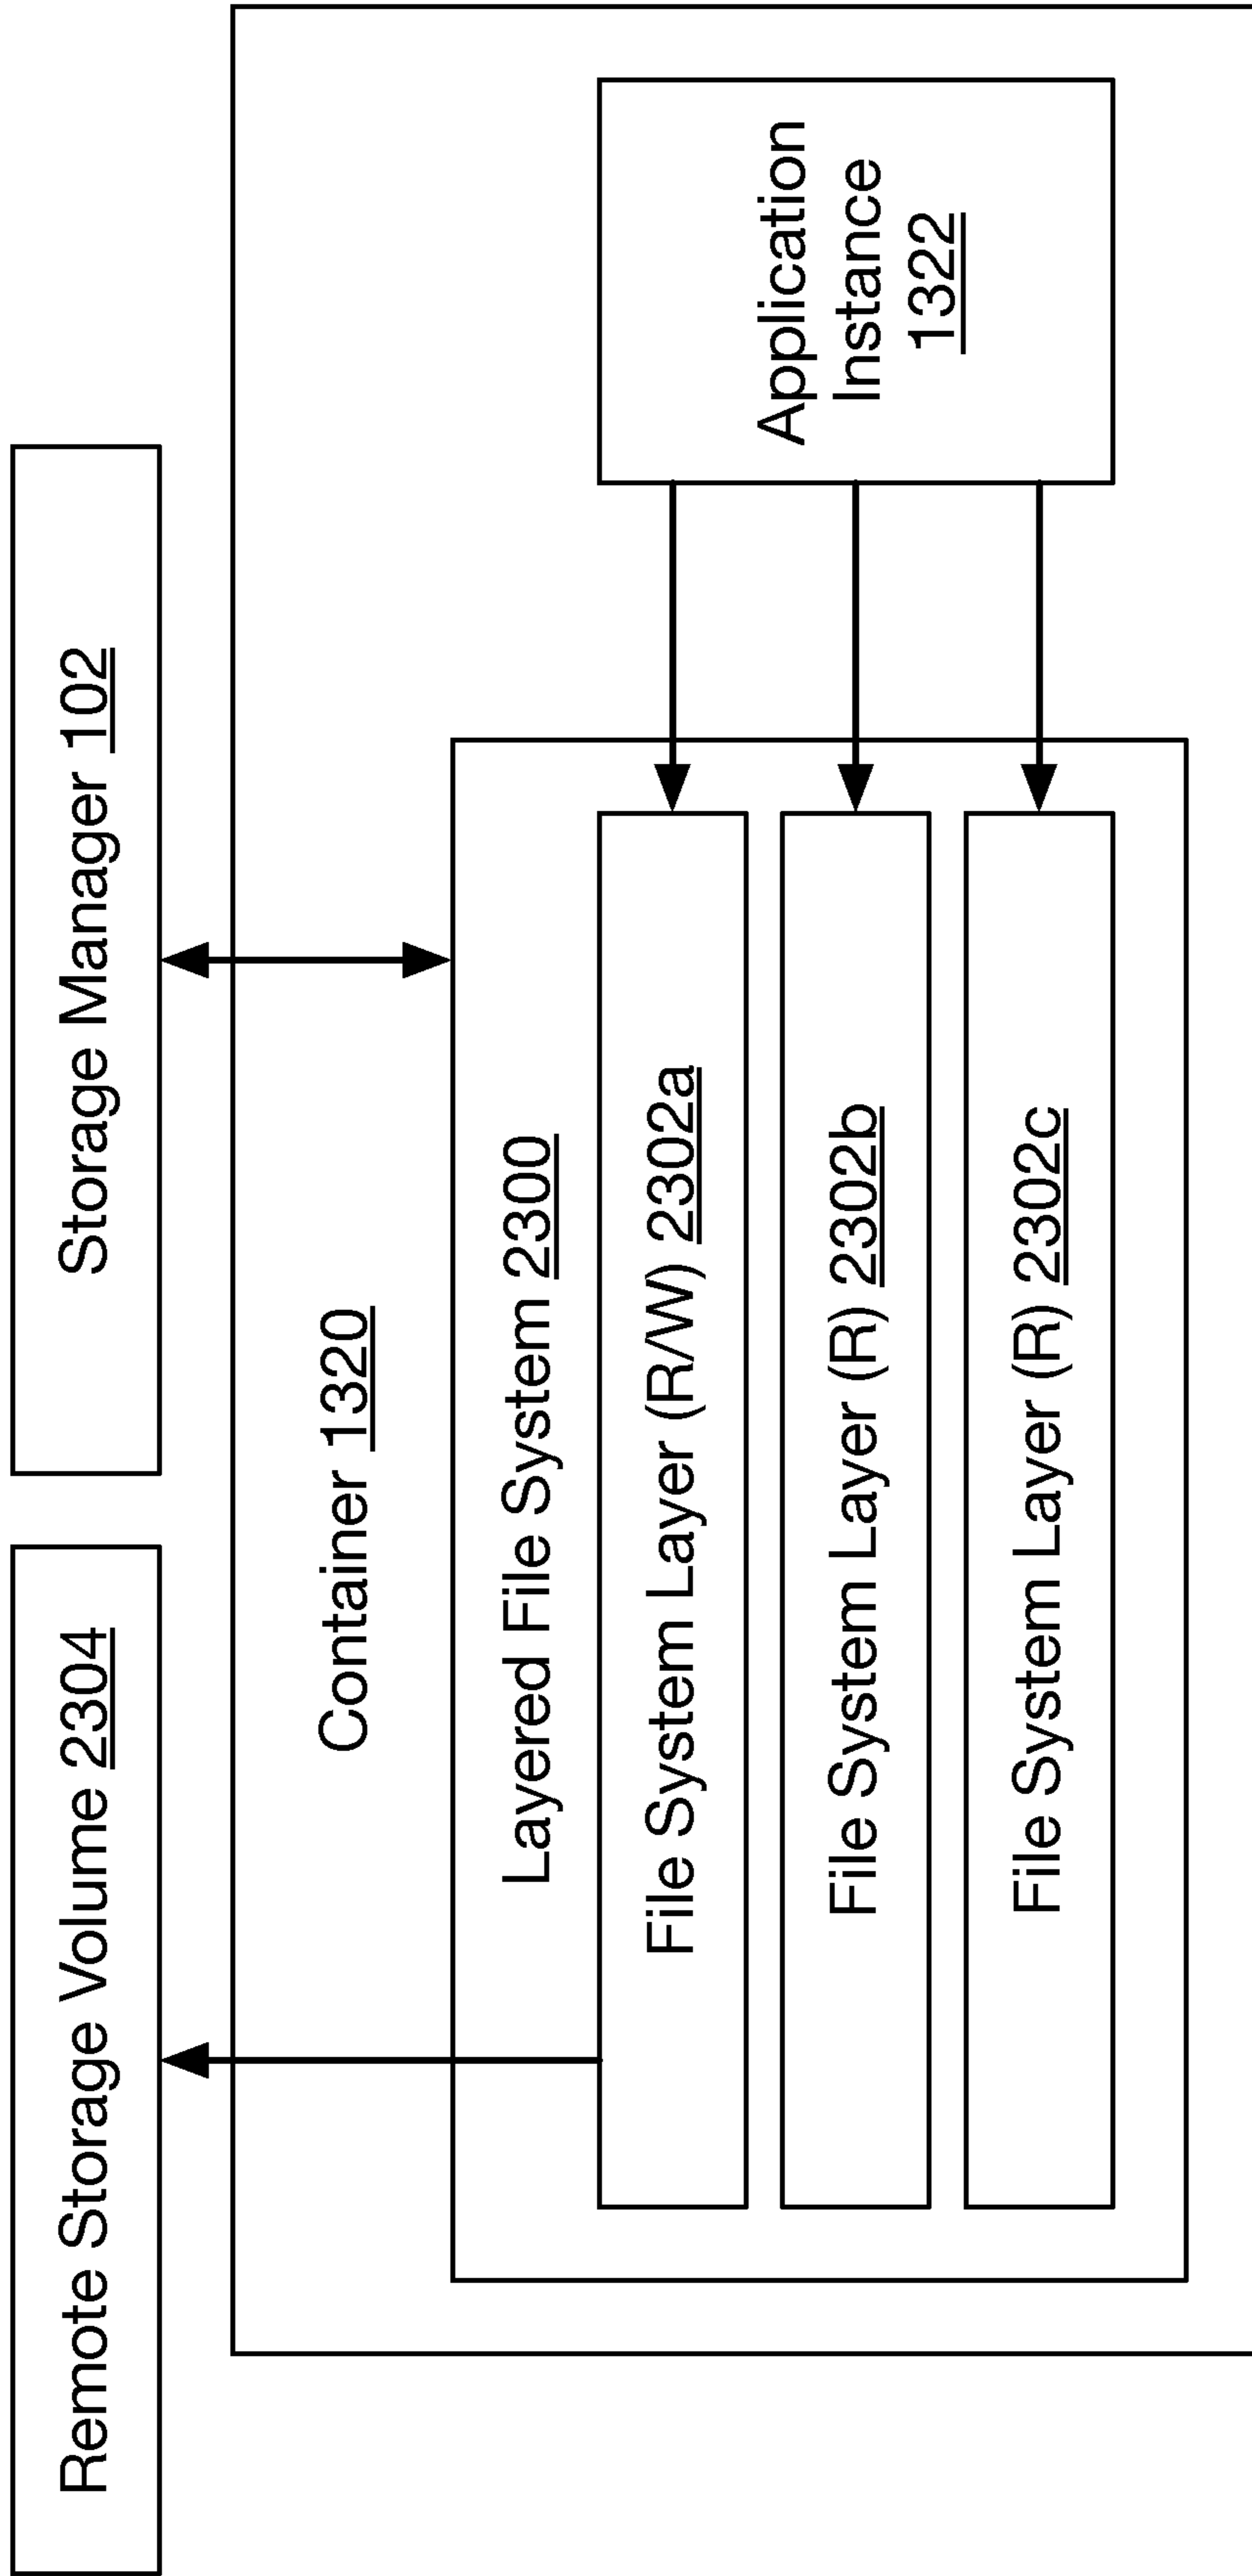 Remote Storage Volume 2304
Storage Manager 102
Container 1320
Layered File System 2300
File System Layer (R/W) 2302a
File System Layer (R) 2302b
File System Layer (R) 2302c
Application
Instance
1322